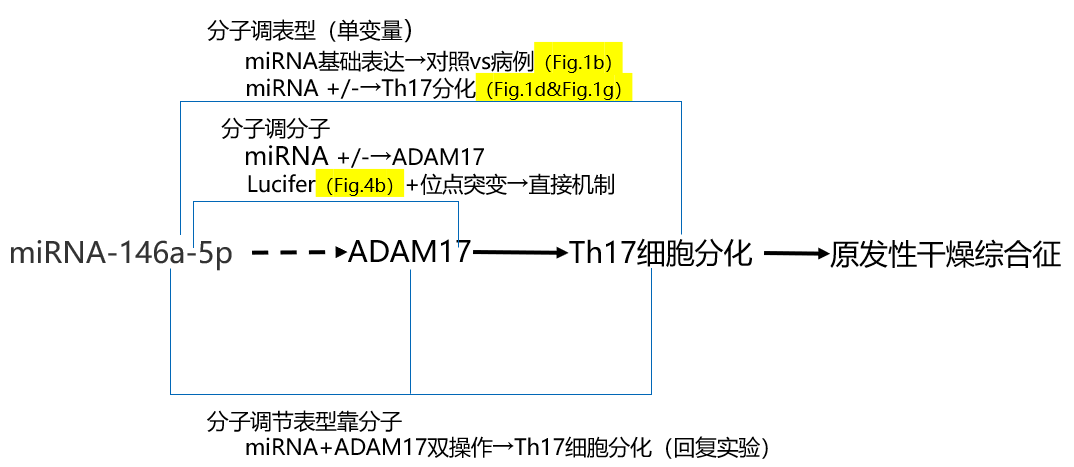 分子调表型（单变量）
miRNA基础表达→对照vs病例（Fig.1b）
miRNA +/-→Th17分化（Fig.1d&Fig.1g）
分子调分子
miRNA +/-→ADAM17
Lucifer（Fig.4b）+位点突变→直接机制
miRNA-146a-5p ADAM17 Th17细胞分化 原发性干燥综合征
分子调节表型靠分子
miRNA+ADAM17双操作→Th17细胞分化（回复实验）